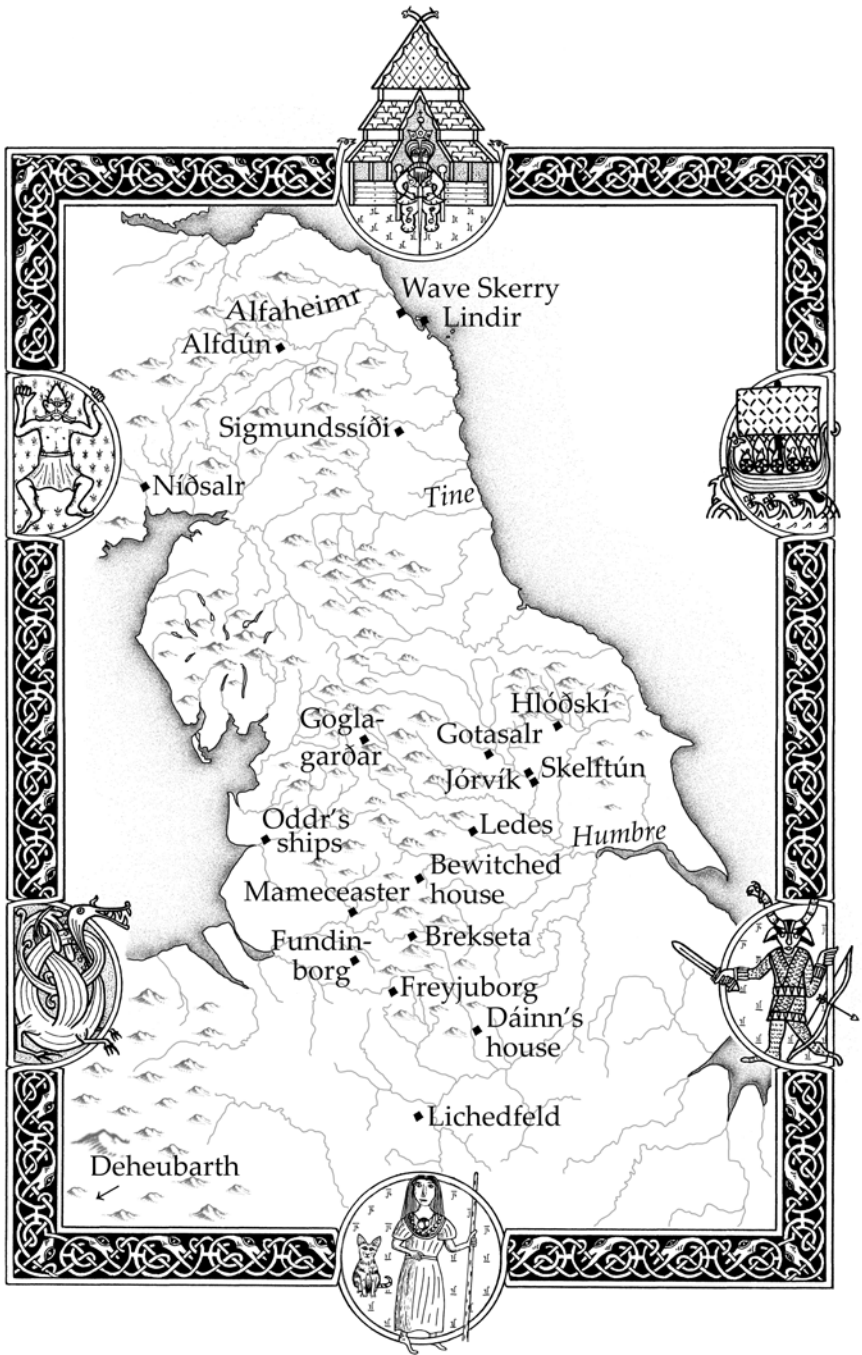 Wave Skerry
Alfaheimr
Lindir
Alfdún
Sigmundssíði
Níðsalr
Tine
Hlóðskí
Gogla-
garðar
Gotasalr
Skelftún
Jórvík
Oddr's
ships
Ledes
Humbre
Bewitched
house
Mameceaster
Fundin-
borg
Brekseta
Freyjuborg
Dáinn's
house
Lichedfeld
Deheubarth